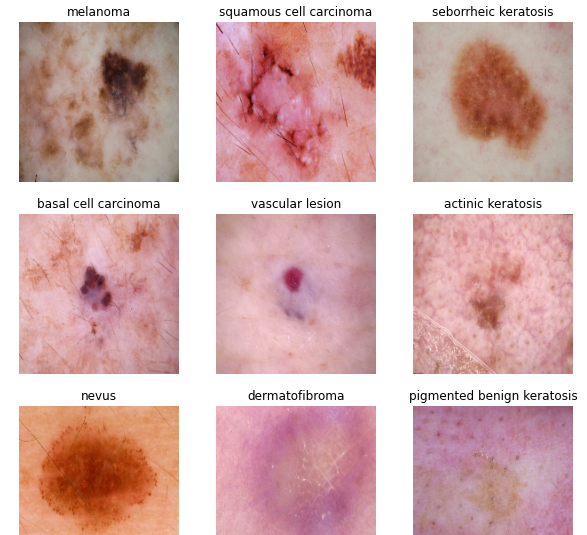 melanoma
squamous cell carcinoma
seborrheic keratosis
basal cell carcinoma
vascular lesion
actinic keratosis
nevus
dermatofibroma
pigmented benign keratosis